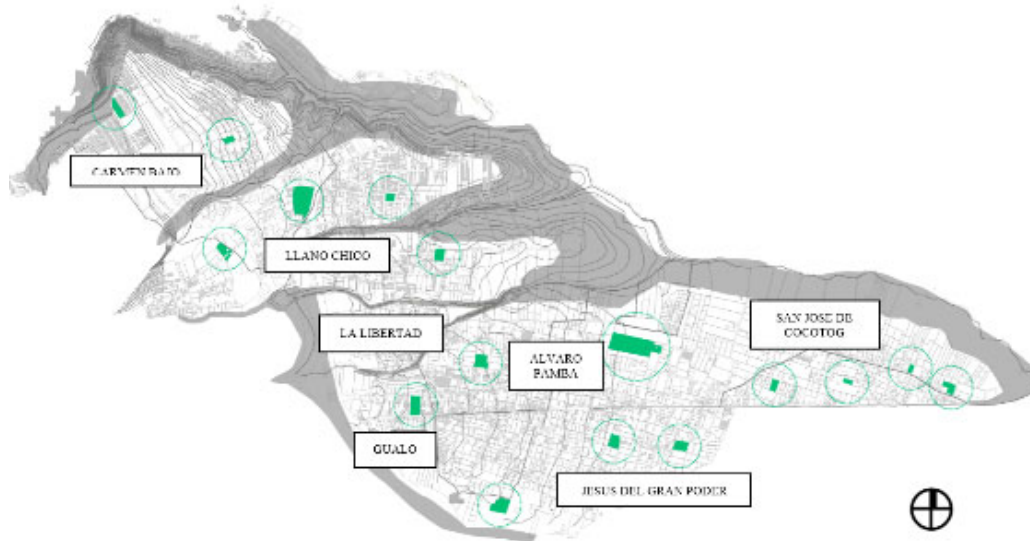 CARMEN BAJO
LLANO CHICO
LA LIBERTAD
ALVARO
PAMBA
SAN JOSE DE
COCOTOG
GUALO
JESUS DEL GRAN PODER